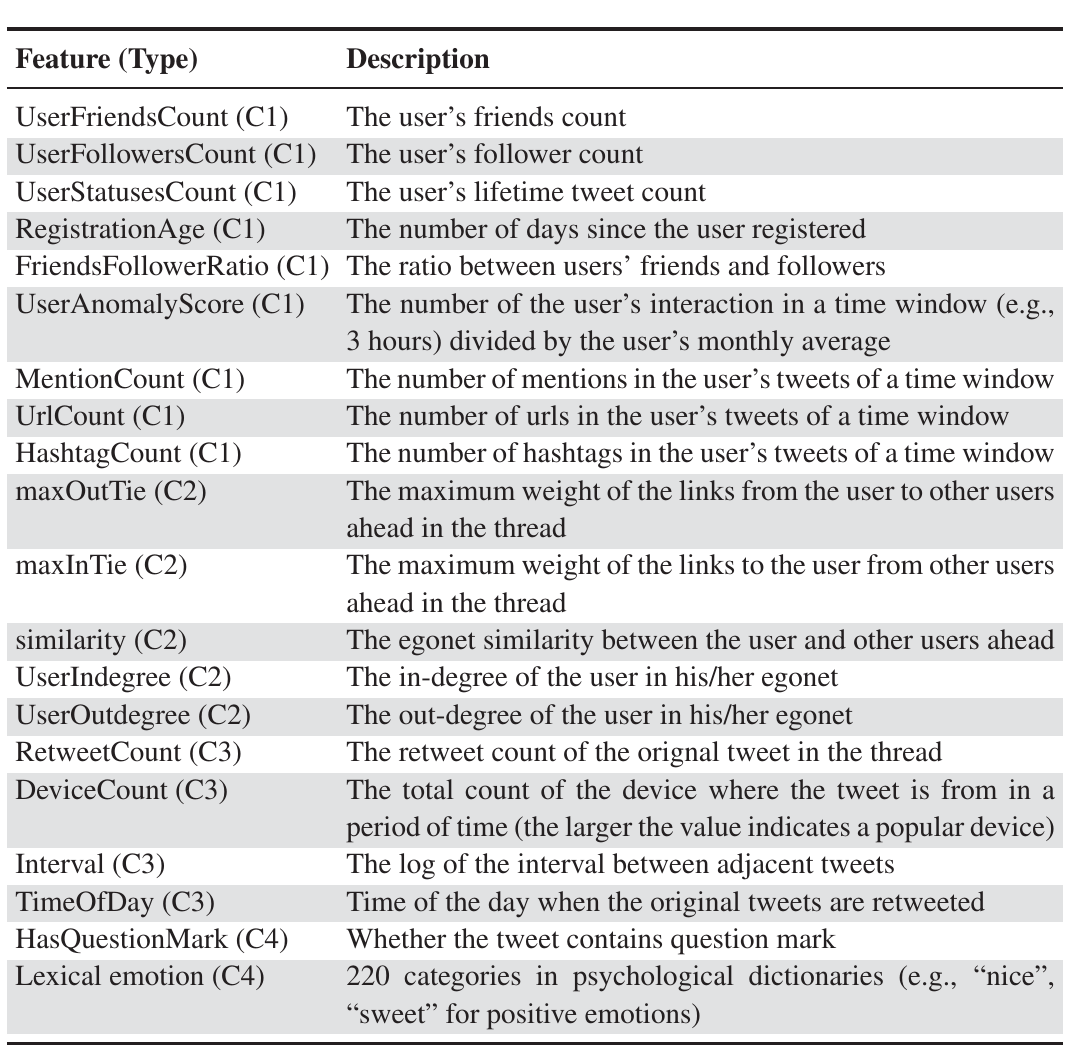 Feature (Type) Description
UserFriendsCount (C1) The user’s friends count
UserFollowersCount (C1) The user’s follower count
UserStatusesCount (C1) The user’s lifetime tweet count
RegistrationAge (C1) The number of days since the user registered
FriendsFollowerRatio (C1) The ratio between users’ friends and followers
UserAnomalyScore (C1) The number of the user’s interaction in a time window (e.g.,
3 hours) divided by the user’s monthly average
MentionCount (C1) The number of mentions in the user’s tweets of a time window
UrlCount (C1) The number of urls in the user’s tweets of a time window
HashtagCount (C1) The number of hashtags in the user’s tweets of a time window
maxOutTie (C2) The maximum weight of the links from the user to other users
ahead in the thread
maxInTie (C2) The maximum weight of the links to the user from other users
ahead in the thread
similarity (C2) The egonet similarity between the user and other users ahead
UserIndegree (C2) The in-degree of the user in his/her egonet
UserOutdegree (C2) The out-degree of the user in his/her egonet
RetweetCount (C3) The retweet count of the orignal tweet in the thread
DeviceCount (C3) The total count of the device where the tweet is from in a
period of time (the larger the value indicates a popular device)
Interval (C3) The log of the interval between adjacent tweets
TimeOfDay (C3) Time of the day when the original tweets are retweeted
HasQuestionMark (C4) Whether the tweet contains question mark
Lexical emotion (C4) 220 categories in psychological dictionaries (e.g., “nice”,
“sweet” for positive emotions)